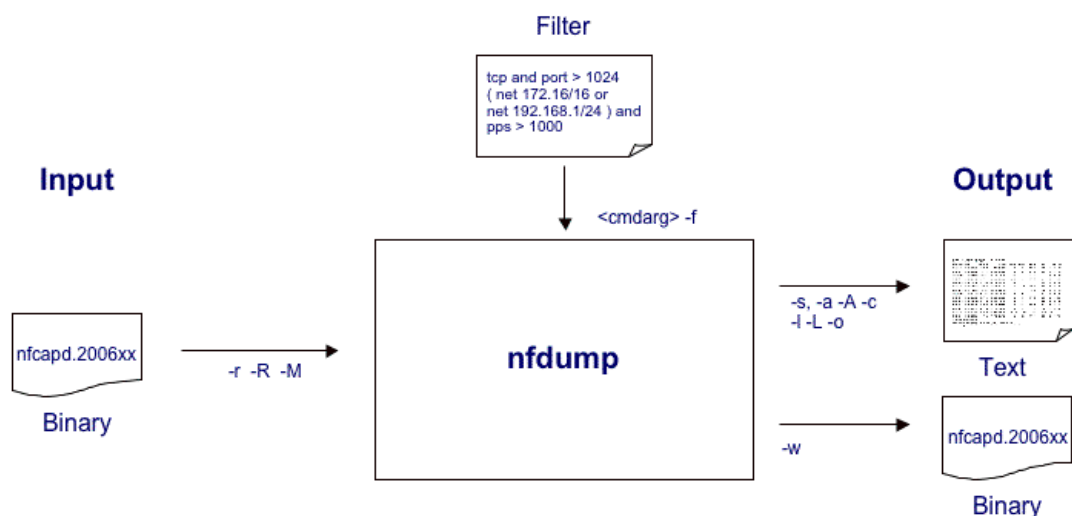 Filter
tcp and port > 1024
( net 172.16/16 or
net 192.168.1/24 ) and
pps > 1000
Input
Output
<cmdarg> -f
nfcapd.2006xx
Binary
-r -R -M
nfdump
-s, -a -A -c
-l -L -o
Text
-w
nfcapd.2006xx
Binary